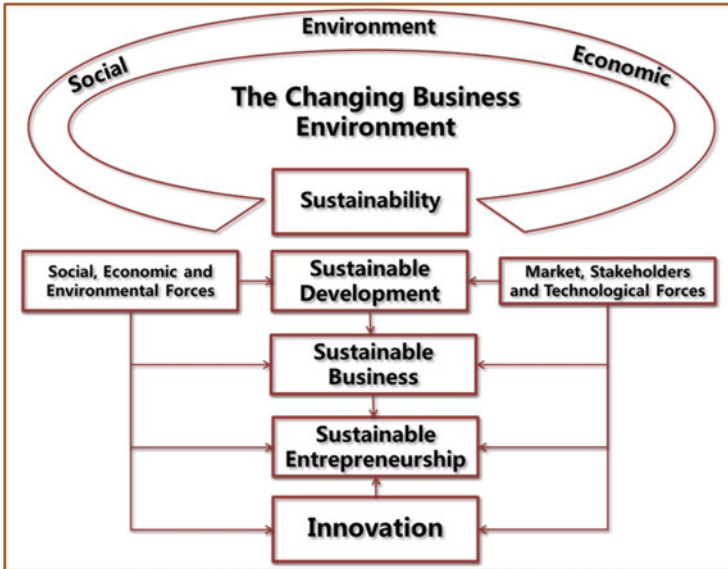 Environment
Social
Economic
The Changing Business
Environment
Sustainability
Social, Economic and
Environmental Forces
Sustainable
Development
Market, Stakeholders
and Technological Forces
Sustainable
Business
Sustainable
Entrepreneurship
Innovation